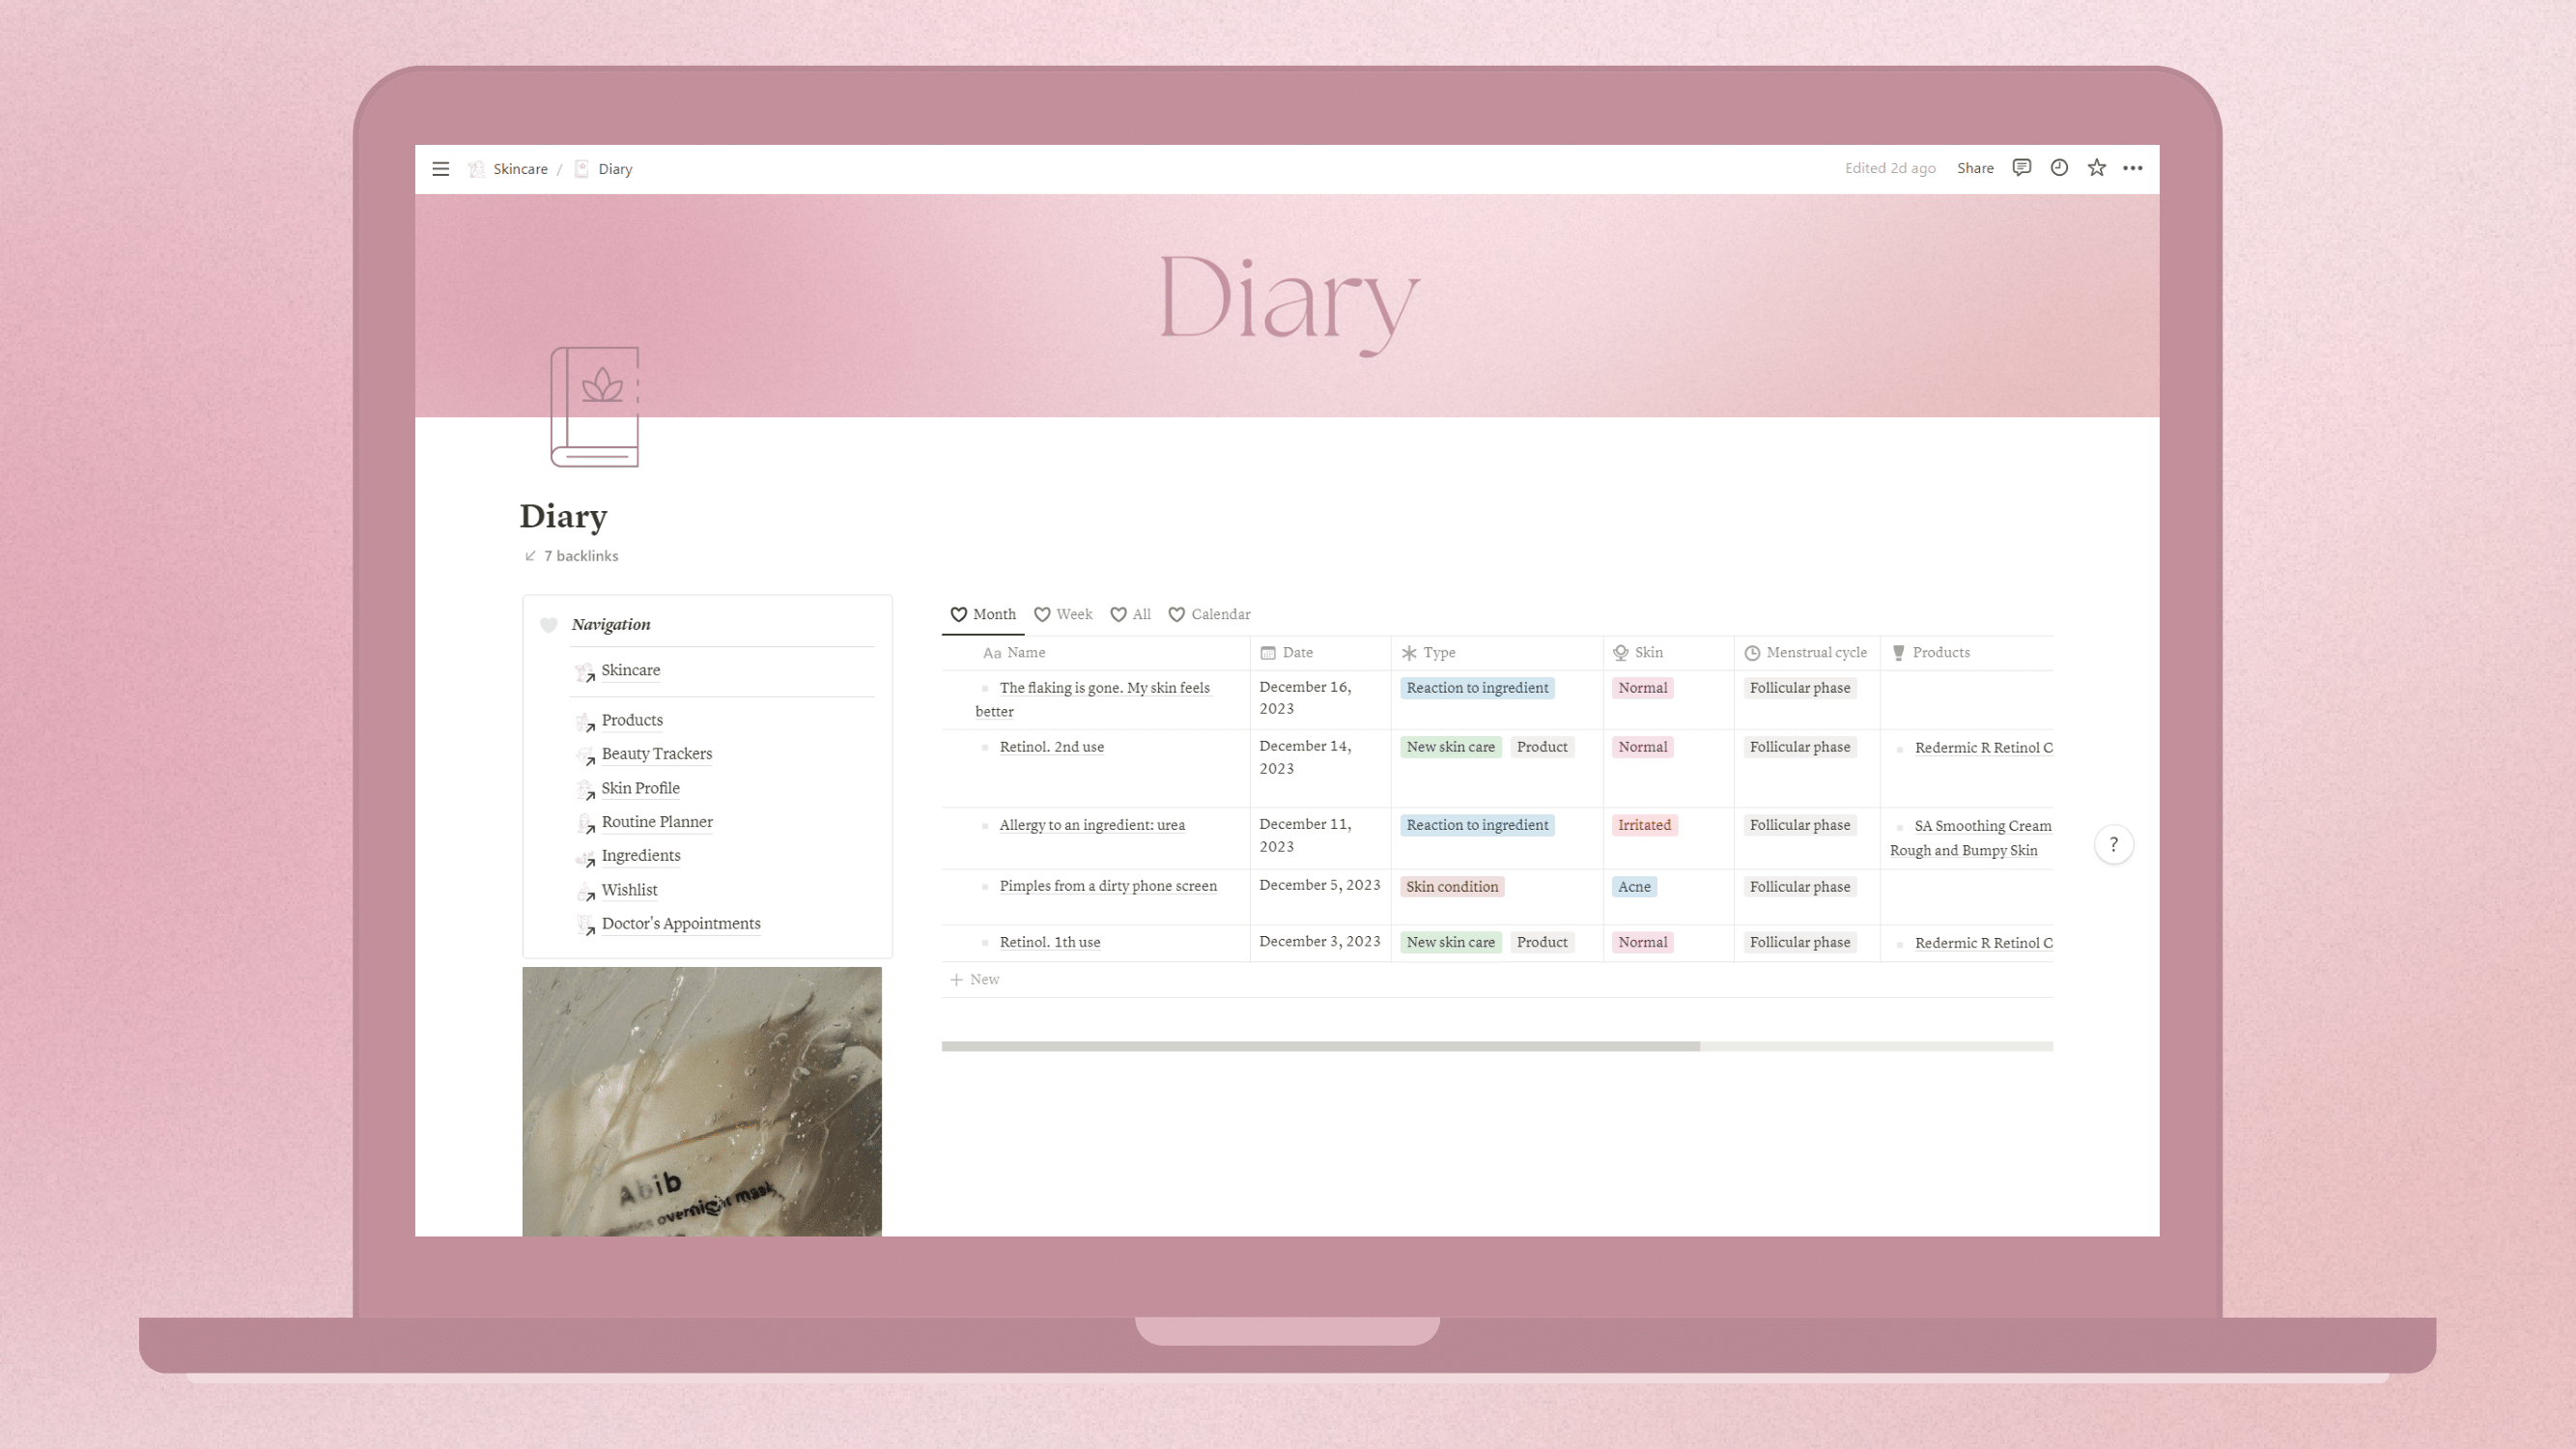 Skincare / Diary
Edited 2d ago Share
Diary
Diary
7 backlinks
Navigation
Skincare
Products
Beauty Trackers
Skin Profile
Routine Planner
Ingredients
Wishlist
Doctor's Appointments
Abib
overnight mask
Month Week All Calendar
Aa Name Date Type Skin Menstrual cycle Products
The flaking is gone. My skin feels December 16, Reaction to ingredient Normal Follicular phase
better 2023
Retinol. 2nd use December 14, New skin care Product Normal Follicular phase Redermic R Retinol C
2023
Allergy to an ingredient: urea December 11, Reaction to ingredient Irritated Follicular phase SA Smoothing Cream
2023 Rough and Bumpy Skin
Pimples from a dirty phone screen December 5, 2023 Skin condition Acne Follicular phase
Retinol. 1th use December 3, 2023 New skin care Product Normal Follicular phase Redermic R Retinol C
+ New
?